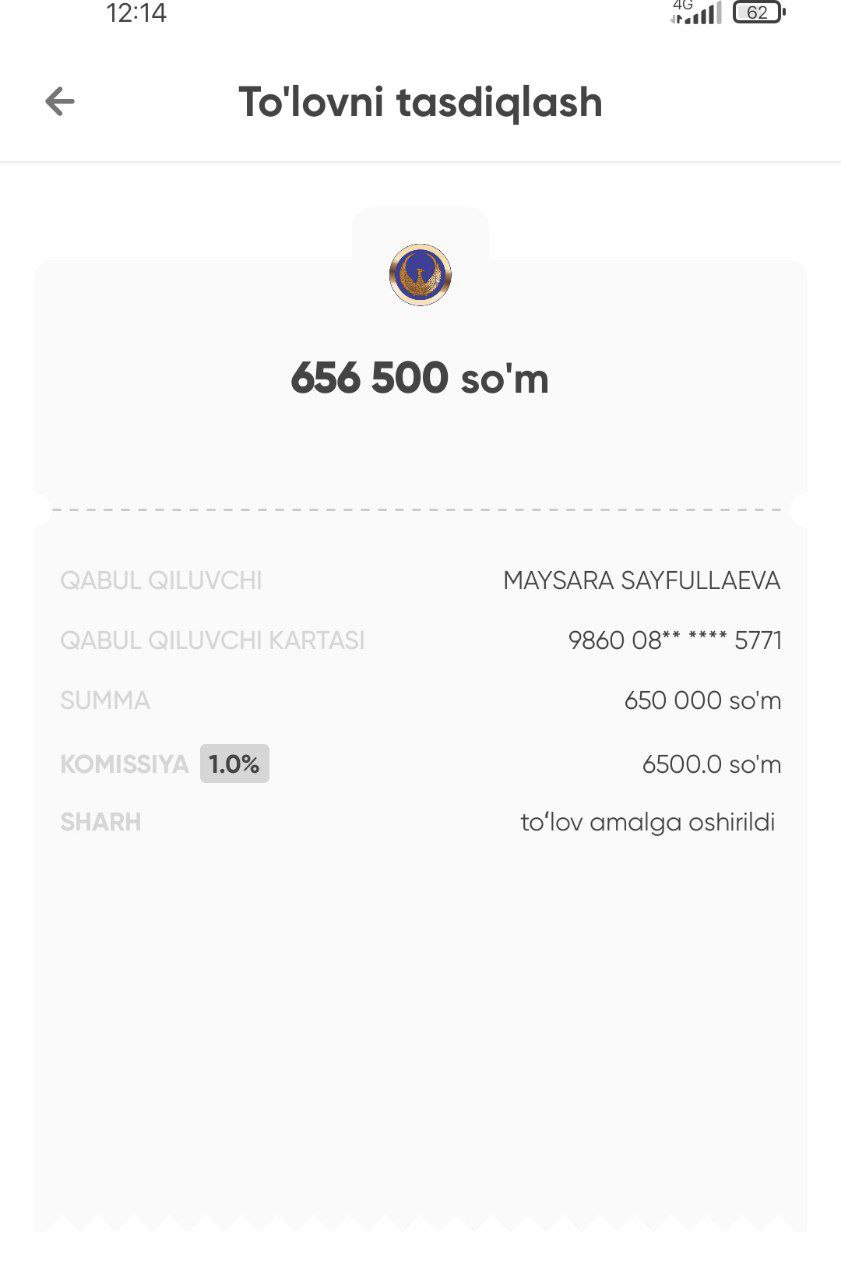 12:14
4G
62
To'lovni tasdiqlash
656 500 so'm
QABUL QILUVCHI MAYSARA SAYFULLAEVA
QABUL QILUVCHI KARTASI 9860 08** **** 5771
SUMMA 650 000 so'm
KOMISSIYA 1.0% 6500.0 so'm
SHARH to‘lov amalga oshirildi